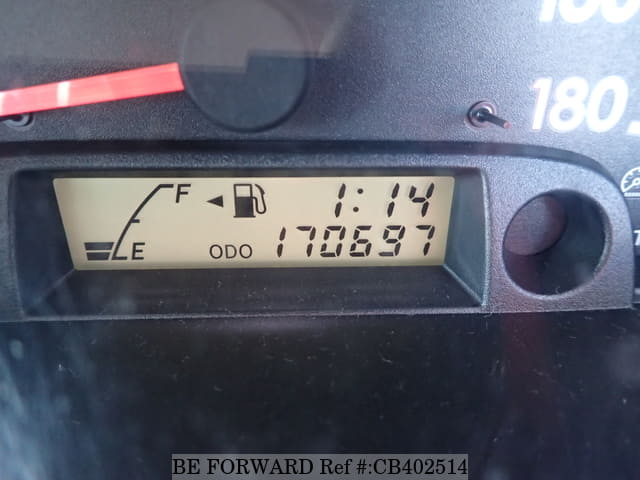 180
F 1:14
E ODO 170697
BE FORWARD Ref #:CB402514